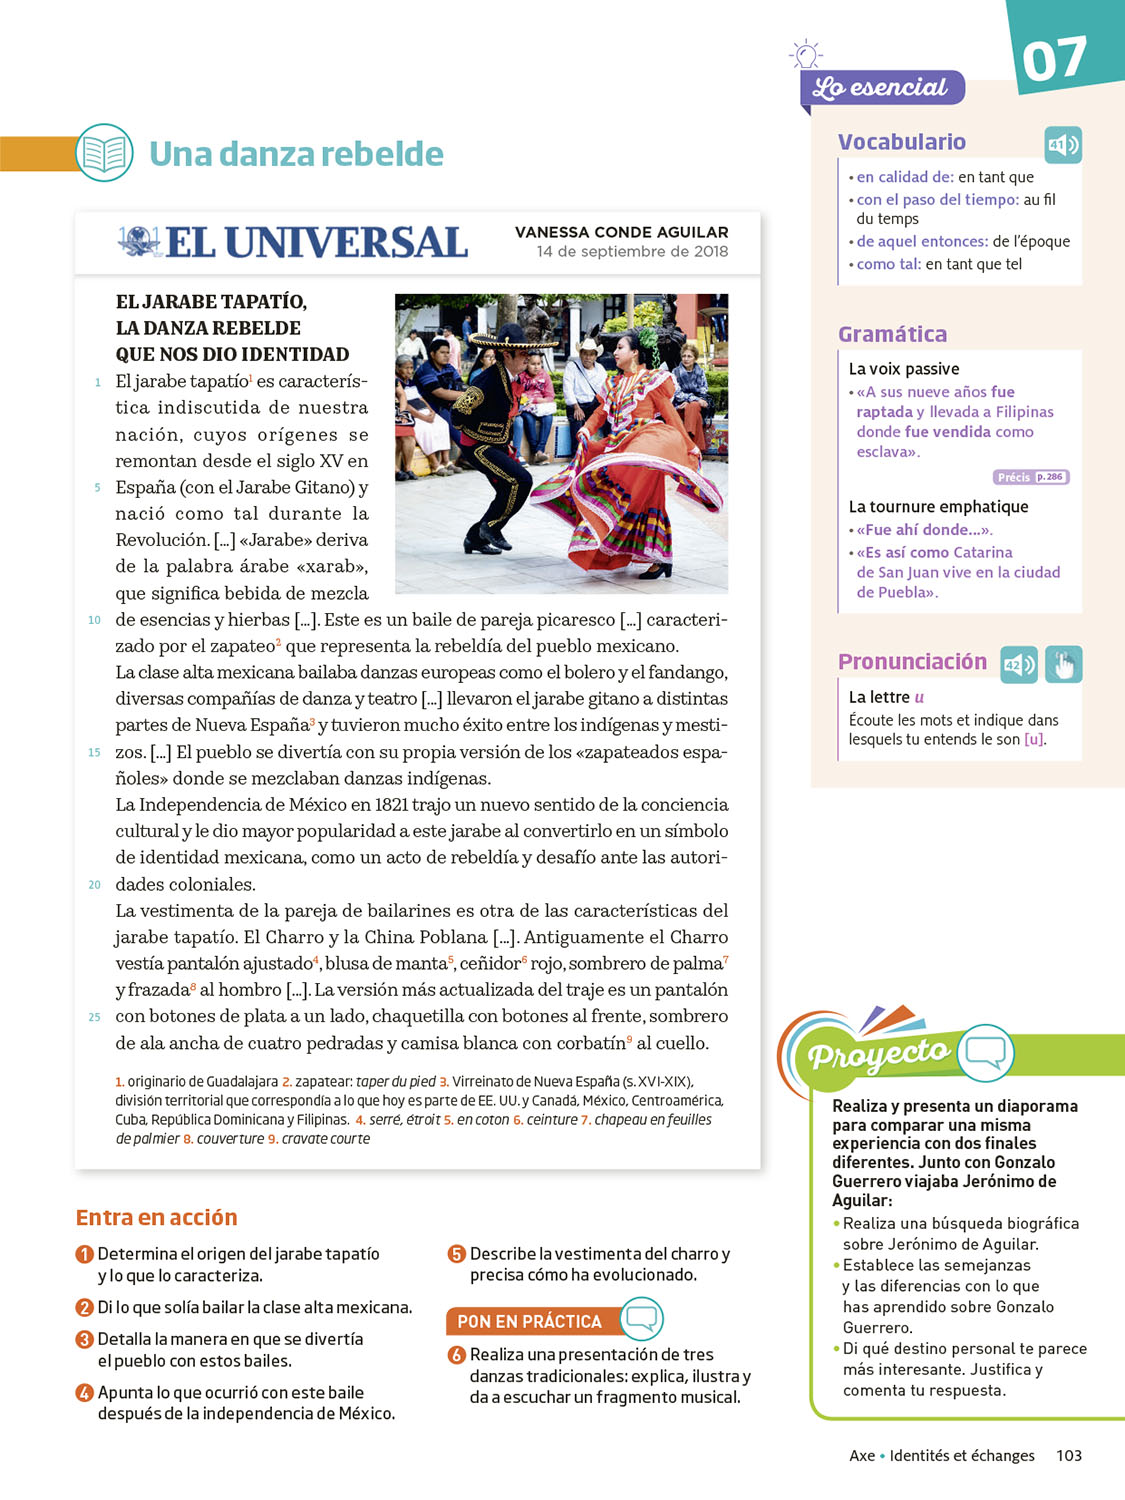 07
Lo esencial
Una danza rebelde
EL UNIVERSAL
VANESSA CONDE AGUILAR
14 de septiembre de 2018
EL JARABE TAPATÍO,
LA DANZA REBELDE
QUE NOS DIO IDENTIDAD
1 El jarabe tapatío1 es caracterís-
tica indiscutida de nuestra
nación, cuyos orígenes se
remontan desde el siglo XV en
5 España (con el Jarabe Gitano) y
nació como tal durante la
Revolución. [...] «Jarabe» deriva
de la palabra árabe «xarab»,
que significa bebida de mezcla
10 de esencias y hierbas [...]. Este es un baile de pareja picaresco [...] caracteri-
zado por el zapateo2 que representa la rebeldía del pueblo mexicano.
La clase alta mexicana bailaba danzas europeas como el bolero y el fandango,
diversas compañías de danza y teatro [...] llevaron el jarabe gitano a distintas
partes de Nueva España3 y tuvieron mucho éxito entre los indígenas y mesti-
15 zos. [...] El pueblo se divertía con su propia versión de los «zapateados espa-
ñoles» donde se mezclaban danzas indígenas.
La Independencia de México en 1821 trajo un nuevo sentido de la conciencia
cultural y le dio mayor popularidad a este jarabe al convertirlo en un símbolo
de identidad mexicana, como un acto de rebeldía y desafío ante las autori-
20 dades coloniales.
La vestimenta de la pareja de bailarines es otra de las características del
jarabe tapatío. El Charro y la China Poblana [...]. Antiguamente el Charro
vestía pantalón ajustado4, blusa de manta5, ceñidor6 rojo, sombrero de palma7
y frazada8 al hombro [...]. La versión más actualizada del traje es un pantalón
25 con botones de plata a un lado, chaquetilla con botones al frente, sombrero
de ala ancha de cuatro pedradas y camisa blanca con corbatín9 al cuello.
1. originario de Guadalajara 2. zapatear: taper du pied 3. Virreinato de Nueva España (s. XVI-XIX),
división territorial que correspondía a lo que hoy es parte de EE. UU. y Canadá, México, Centroamérica,
Cuba, República Dominicana y Filipinas. 4. serré, étroit 5. en coton 6. ceinture 7. chapeau en feuilles
de palmier 8. couverture 9. cravate courte
Entra en acción
1 Determina el origen del jarabe tapatío
y lo que lo caracteriza.
2 Di lo que solía bailar la clase alta mexicana.
3 Detalla la manera en que se divertía
el pueblo con estos bailes.
4 Apunta lo que ocurrió con este baile
después de la independencia de México.
5 Describe la vestimenta del charro y
precisa cómo ha evolucionado.
PON EN PRÁCTICA
6 Realiza una presentación de tres
danzas tradicionales: explica, ilustra y
da a escuchar un fragmento musical.
Vocabulario
41
• en calidad de: en tant que
• con el paso del tiempo: au fil
du temps
• de aquel entonces: de l'époque
• como tal: en tant que tel
Gramática
La voix passive
• «A sus nueve años fue
raptada y llevada a Filipinas
donde fue vendida como
esclava».
Précis p. 286
La tournure emphatique
• «Fue ahí donde...».
• «Es así como Catarina
de San Juan vive en la ciudad
de Puebla».
Pronunciación
42
La lettre u
Écoute les mots et indique dans
lesquels tu entends le son [u].
Proyecto
Realiza y presenta un diaporama
para comparar una misma
experiencia con dos finales
diferentes. Junto con Gonzalo
Guerrero viajaba Jerónimo de
Aguilar:
• Realiza una búsqueda biográfica
sobre Jerónimo de Aguilar.
• Establece las semejanzas
y las diferencias con lo que
has aprendido sobre Gonzalo
Guerrero.
• Di qué destino personal te parece
más interesante. Justifica y
comenta tu respuesta.
Axe • Identités et échanges 103